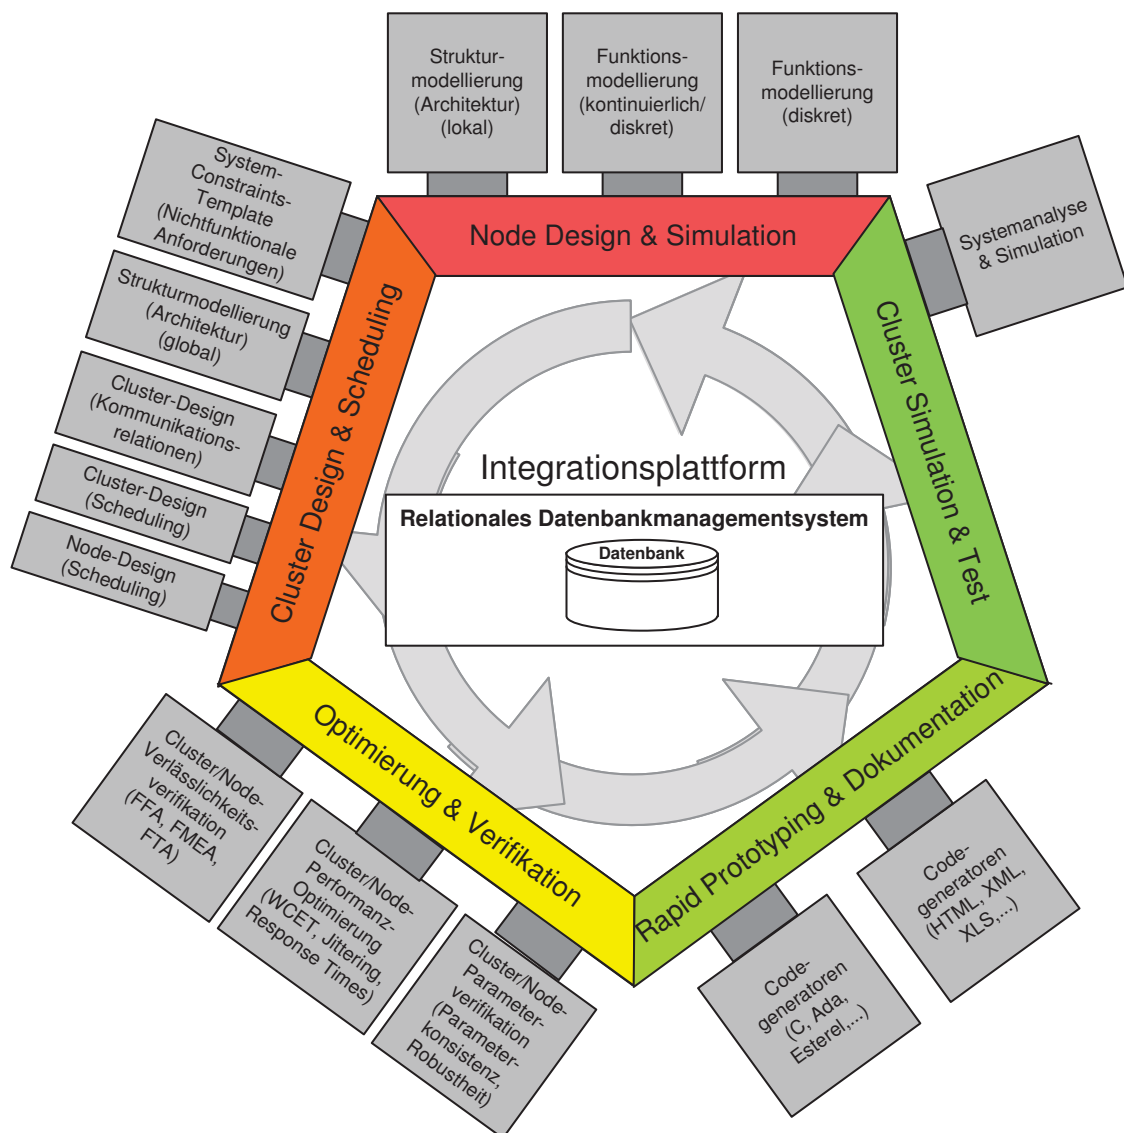 Struktur-
modellierung
(Architektur)
(lokal)
Funktions-
modellierung
(kontinuierlich/
diskret)
Funktions-
modellierung
(diskret)
System-
Constraints-
Template
(Nichtfunktionale
Anforderungen)
Strukturmodellierung
(Architektur)
(global)
Cluster-Design
(Kommunikations-
relationen)
Cluster-Design
(Scheduling)
Node-Design
(Scheduling)
Systemanalyse
& Simulation
Node Design & Simulation
Cluster Design & Scheduling
Cluster Simulation & Test
Integrationsplattform
Relationales Datenbankmanagementsystem
Datenbank
Optimierung & Verifikation
Rapid Prototyping & Dokumentation
Cluster/Node-
Verlässlichkeits-
verifikation
(FFA, FMEA,
FTA)
Cluster/Node-
Performanz-
Optimierung
(WCET, Jittering,
Response Times)
Cluster/Node-
Parameter-
verifikation
(Parameter-
konsistenz,
Robustheit)
Code-
generatoren
(C, Ada,
Esterel,...)
Code-
generatoren
(HTML, XML,
XLS,...)